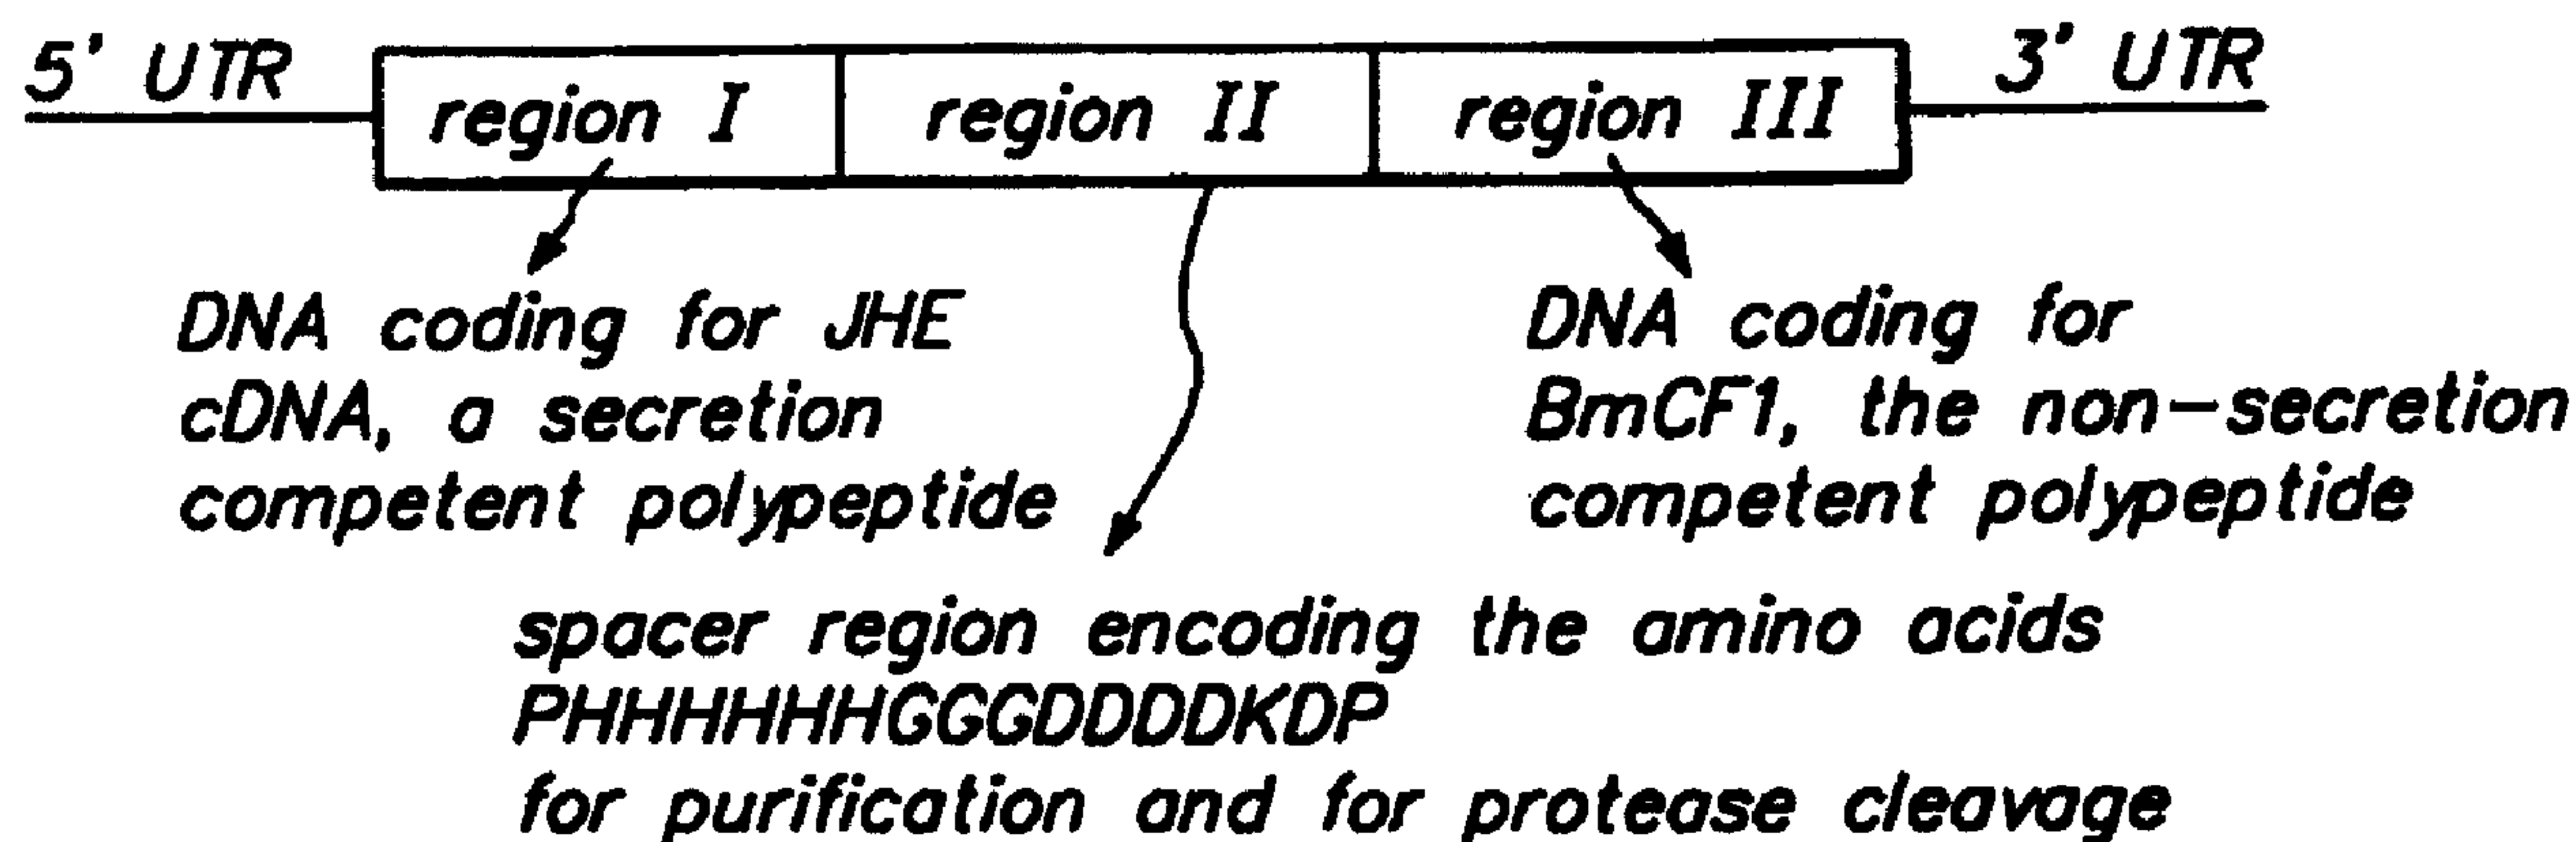 5' UTR region I region II region III 3' UTR
DNA coding for JHE
cDNA, a secretion
competent polypeptide
DNA coding for
BmCF1, the non-secretion
competent polypeptide
spacer region encoding the amino acids
PHHHHHHGGGDDDDKDP
for purification and for protease cleavage